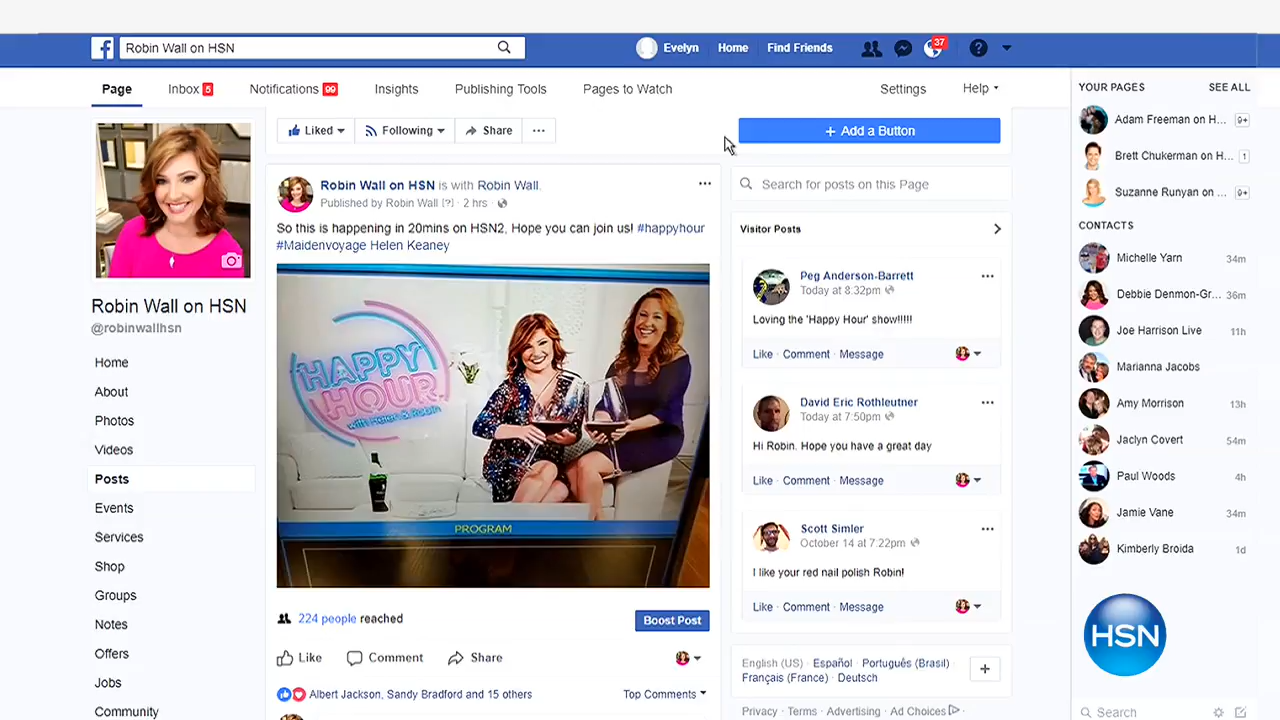 Robin Wall on HSN
Evelyn
Home
Find Friends
37
Page
Inbox 5
Notifications 99
Insights
Publishing Tools
Pages to Watch
Settings
Help
Liked
Following
Share
+ Add a Button
Robin Wall on HSN
@robinwallhsn
Home
About
Photos
Videos
Posts
Events
Services
Shop
Groups
Notes
Offers
Jobs
Community
Robin Wall on HSN is with Robin Wall.
Published by Robin Wall [?] · 2 hrs ·
So this is happening in 20mins on HSN2, Hope you can join us! #happyhour
#Maidenvoyage Helen Keaney
HAPPY
HOUR
with Helen & Robin
PROGRAM
224 people reached
Boost Post
Like
Comment
Share
Albert Jackson, Sandy Bradford and 15 others
Top Comments
Search for posts on this Page
Visitor Posts
Peg Anderson-Barrett
Today at 8:32pm
Loving the 'Happy Hour' show!!!!!
Like · Comment · Message
David Eric Rothleutner
Today at 7:50pm
Hi Robin. Hope you have a great day
Like · Comment · Message
Scott Simler
October 14 at 7:22pm
I like your red nail polish Robin!
Like · Comment · Message
English (US) · Español · Português (Brasil) ·
Français (France) · Deutsch
+
Privacy · Terms · Advertising · Ad Choices ·
YOUR PAGES
SEE ALL
Adam Freeman on H... 9+
Brett Chukerman on H... 1
Suzanne Runyan on ... 9+
CONTACTS
Michelle Yarn 34m
Debbie Denmon-Gr... 36m
Joe Harrison Live 11h
Marianna Jacobs
Amy Morrison 13h
Jaclyn Covert 54m
Paul Woods 4h
Jamie Vane 34m
Kimberly Broida 1d
HSN
Search